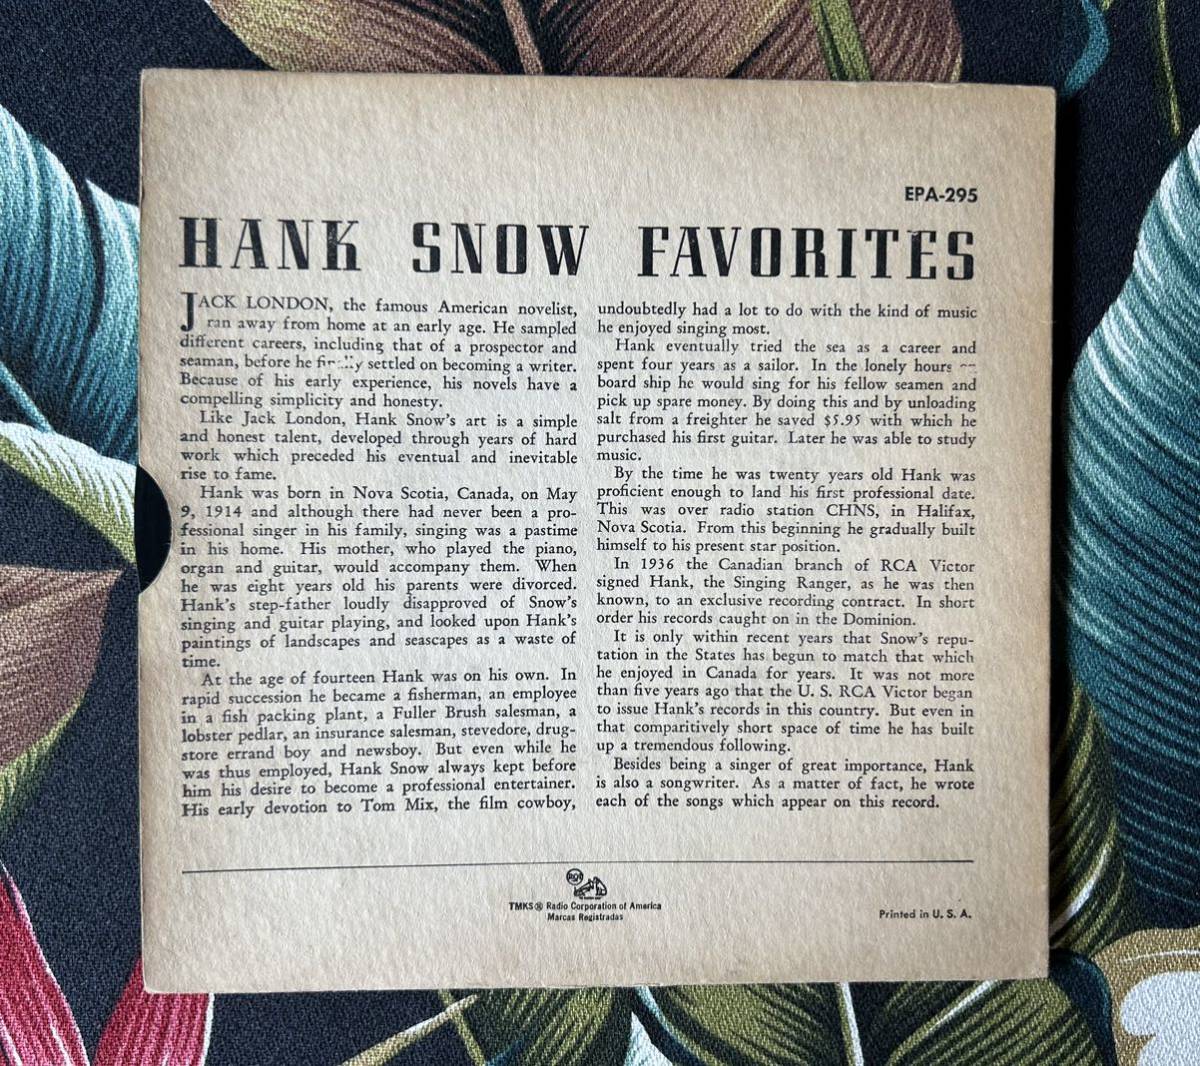 EPA-295
HANK SNOW FAVORITES
JACK LONDON, the famous American novelist,
ran away from home at an early age. He sampled
different careers, including that of a prospector and
seaman, before he settled on becoming a writer.
Because of his early experience, his novels have a
compelling simplicity and honesty.
Like Jack London, Hank Snow's art is a simple
and honest talent, developed through years of hard
work which preceded his eventual and inevitable
rise to fame.
Hank was born in Nova Scotia, Canada, on May
9, 1914 and although there had never been a pro-
fessional singer in his family, singing was a pastime
in his home. His mother, who played the piano,
organ and guitar, would accompany them. When
he was eight years old his parents were divorced.
Hank's step-father loudly disapproved of Snow's
singing and guitar playing, and looked upon Hank's
paintings of landscapes and seascapes as a waste of
time.
At the age of fourteen Hank was on his own. In
rapid succession he became a fisherman, an employee
in a fish packing plant, a Fuller Brush salesman, a
lobster pedlar, an insurance salesman, stevedore, drug-
store errand boy and newsboy. But even while he
was thus employed, Hank Snow always kept before
him his desire to become a professional entertainer.
His early devotion to Tom Mix, the film cowboy,
undoubtedly had a lot to do with the kind of music
he enjoyed singing most.
Hank eventually tried the sea as a career and
spent four years as a sailor. In the lonely hours
board ship he would sing for his fellow seamen and
pick up spare money. By doing this and by unloading
salt from a freighter he saved $5.95 with which he
purchased his first guitar. Later he was able to study
music.
By the time he was twenty years old Hank was
proficient enough to land his first professional date.
This was over radio station CHNS, in Halifax,
Nova Scotia. From this beginning he gradually built
himself to his present star position.
In 1936 the Canadian branch of RCA Victor
signed Hank, the Singing Ranger, as he was then
known, to an exclusive recording contract. In short
order his records caught on in the Dominion.
It is only within recent years that Snow's repu-
tation in the States has begun to match that which
he enjoyed in Canada for years. It was not more
than five years ago that the U. S. RCA Victor began
to issue Hank's records in this country. But even in
that comparitively short space of time he has built
up a tremendous following.
Besides being a singer of great importance, Hank
is also a songwriter. As a matter of fact, he wrote
each of the songs which appear on this record.
RCA
TMKS ® Radio Corporation of America
Marcas Registradas
Printed in U. S. A.